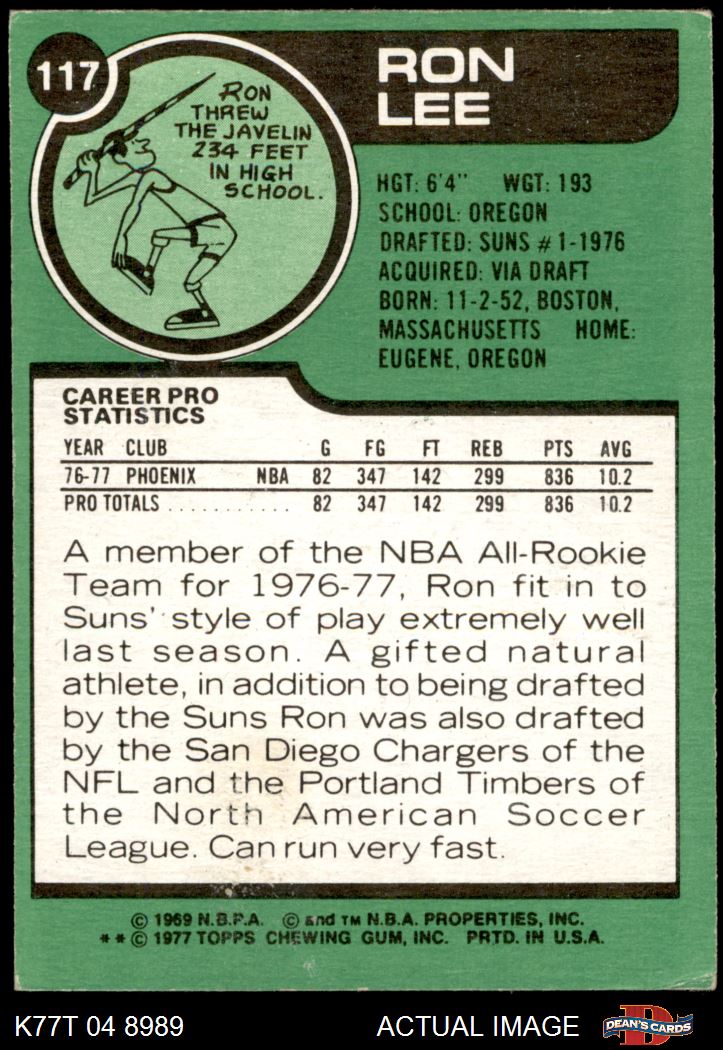 117
RON
THREW
THE JAVELIN
234 FEET
IN HIGH
SCHOOL.
RON
LEE
HGT: 6'4" WGT: 193
SCHOOL: OREGON
DRAFTED: SUNS #1-1976
ACQUIRED: VIA DRAFT
BORN: 11-2-52, BOSTON,
MASSACHUSETTS HOME:
EUGENE, OREGON
CAREER PRO
STATISTICS
YEAR CLUB G FG FT REB PTS AVG
76-77 PHOENIX NBA 82 347 142 299 836 10.2
PRO TOTALS . . . . . . . . . . . 82 347 142 299 836 10.2
A member of the NBA All-Rookie
Team for 1976-77, Ron fit in to
Suns' style of play extremely well
last season. A gifted natural
athlete, in addition to being drafted
by the Suns Ron was also drafted
by the San Diego Chargers of the
NFL and the Portland Timbers of
the North American Soccer
League. Can run very fast.
© 1969 N.B.P.A. © and TM N.B.A. PROPERTIES, INC.
* * © 1977 TOPPS CHEWING GUM, INC. PRTD. IN U.S.A.
K77T 04 8989 ACTUAL IMAGE D DEAN'S CARDS